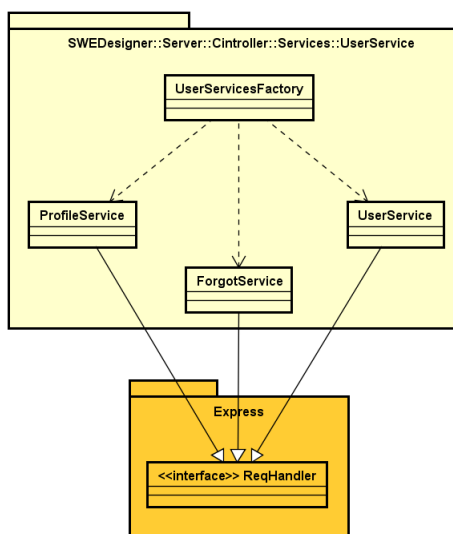 SWEDesigner::Server::Cintroller::Services::UserService
UserServicesFactory
ProfileService
UserService
ForgotService
Express
<<interface>> ReqHandler